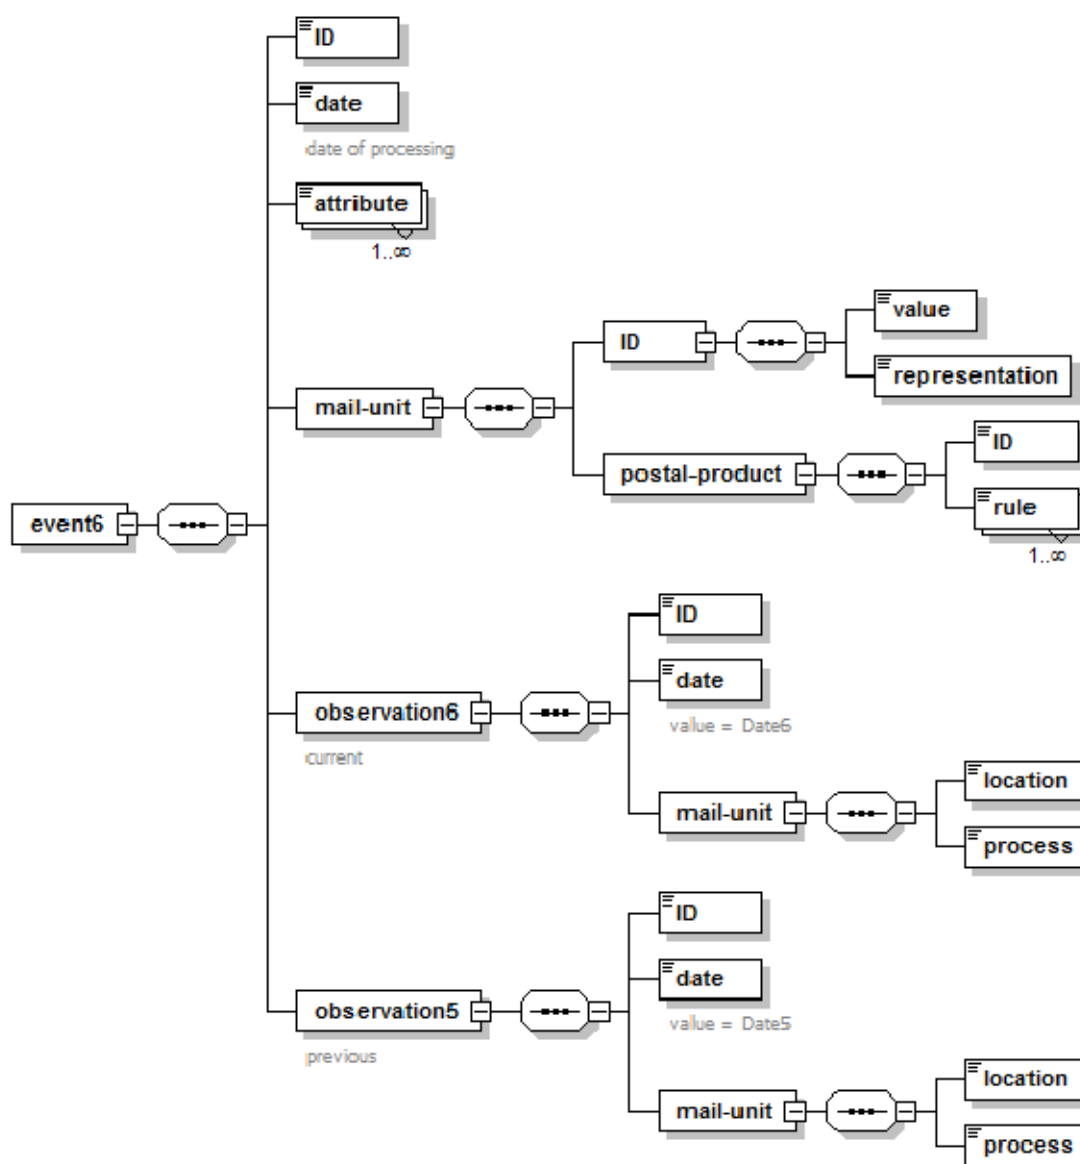 ID
date
date of processing
attribute
1..∞
value
ID
representation
mail-unit
ID
postal-product
rule
1..∞
event6
ID
date
value = Date6
observation6
current
location
mail-unit
process
ID
date
value = Date5
observation5
previous
location
mail-unit
process